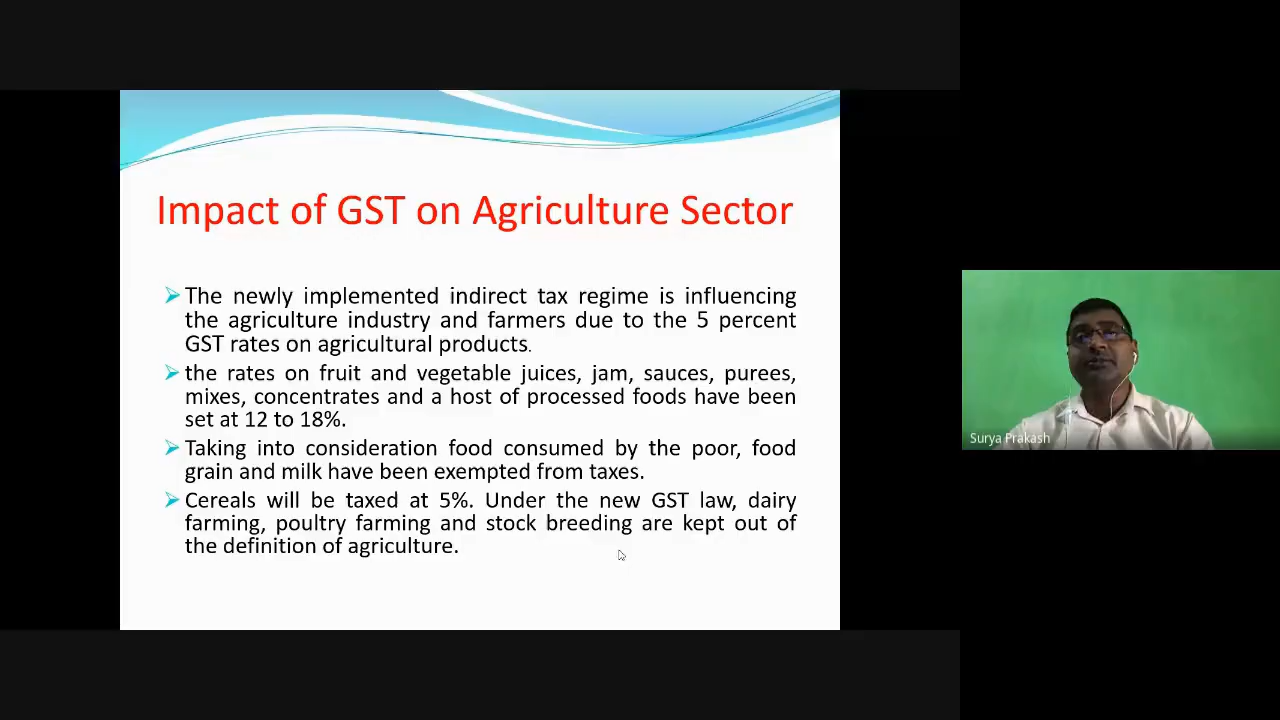 Impact of GST on Agriculture Sector
The newly implemented indirect tax regime is influencing
the agriculture industry and farmers due to the 5 percent
GST rates on agricultural products.
the rates on fruit and vegetable juices, jam, sauces, purees,
mixes, concentrates and a host of processed foods have been
set at 12 to 18%.
Taking into consideration food consumed by the poor, food
grain and milk have been exempted from taxes.
Cereals will be taxed at 5%. Under the new GST law, dairy
farming, poultry farming and stock breeding are kept out of
the definition of agriculture.
Surya Prakash